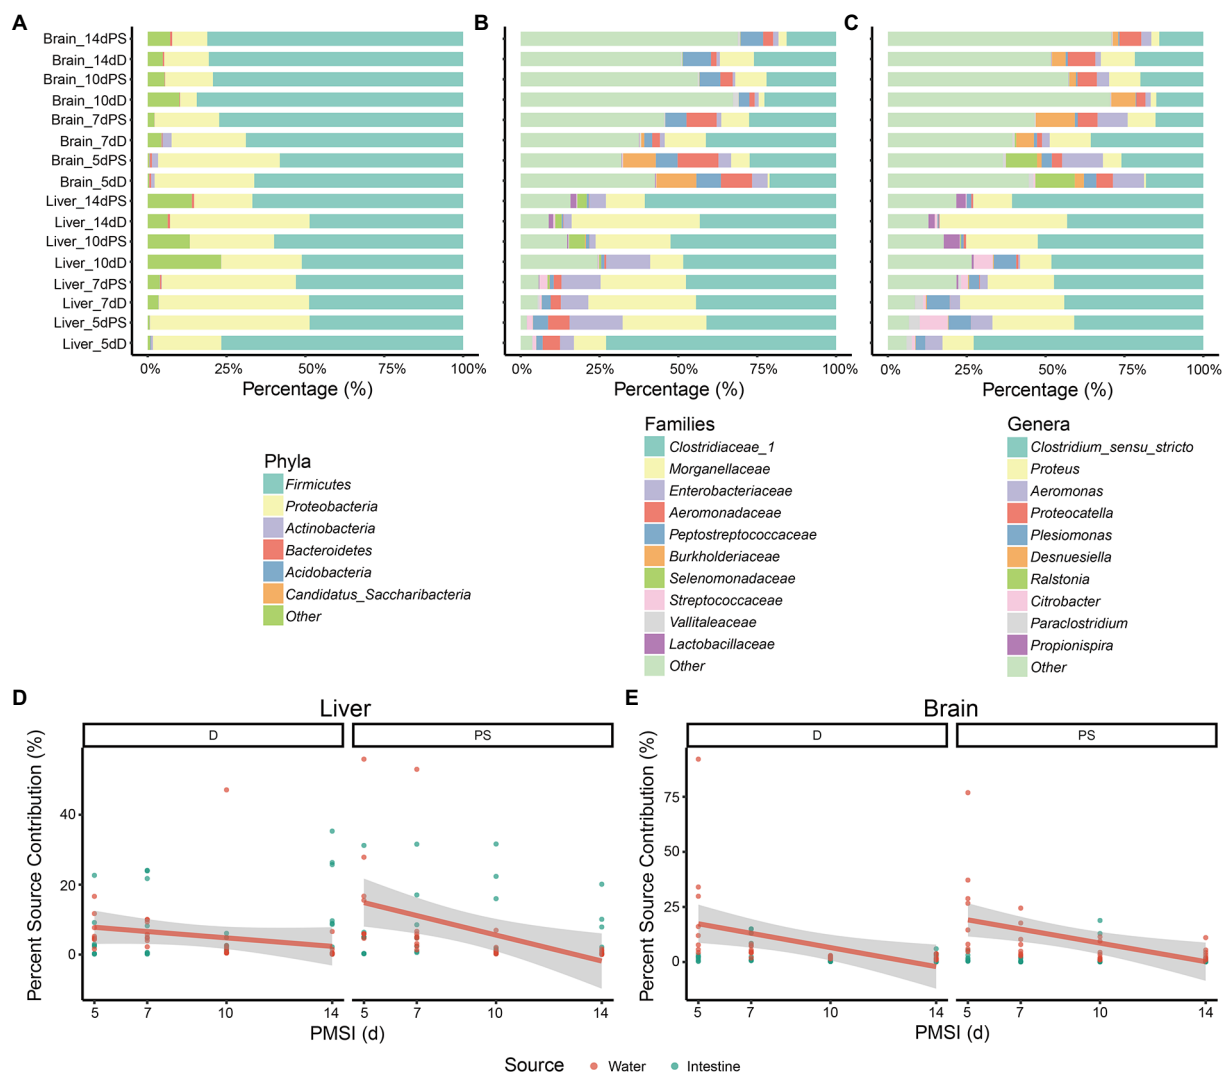 A
B
C
Brain_14dPS
Brain_14dD
Brain_10dPS
Brain_10dD
Brain_7dPS
Brain_7dD
Brain_5dPS
Brain_5dD
Liver_14dPS
Liver_14dD
Liver_10dPS
Liver_10dD
Liver_7dPS
Liver_7dD
Liver_5dPS
Liver_5dD
0% 25% 50% 75% 100%
0% 25% 50% 75% 100%
0% 25% 50% 75% 100%
Percentage (%)
Percentage (%)
Percentage (%)
Phyla
Firmicutes
Proteobacteria
Actinobacteria
Bacteroidetes
Acidobacteria
Candidatus_Saccharibacteria
Other
Families
Clostridiaceae_1
Morganellaceae
Enterobacteriaceae
Aeromonadaceae
Peptostreptococcaceae
Burkholderiaceae
Selenomonadaceae
Streptococcaceae
Vallitaleaceae
Lactobacillaceae
Other
Genera
Clostridium_sensu_stricto
Proteus
Aeromonas
Proteocatella
Plesiomonas
Desnuesiella
Ralstonia
Citrobacter
Paraclostridium
Propionispira
Other
D
Liver
D
PS
Percent Source Contribution (%)
40
20
0
5 7 10 14
5 7 10 14
PMSI (d)
E
Brain
D
PS
Percent Source Contribution (%)
75
50
25
0
5 7 10 14
5 7 10 14
PMSI (d)
Source Water Intestine